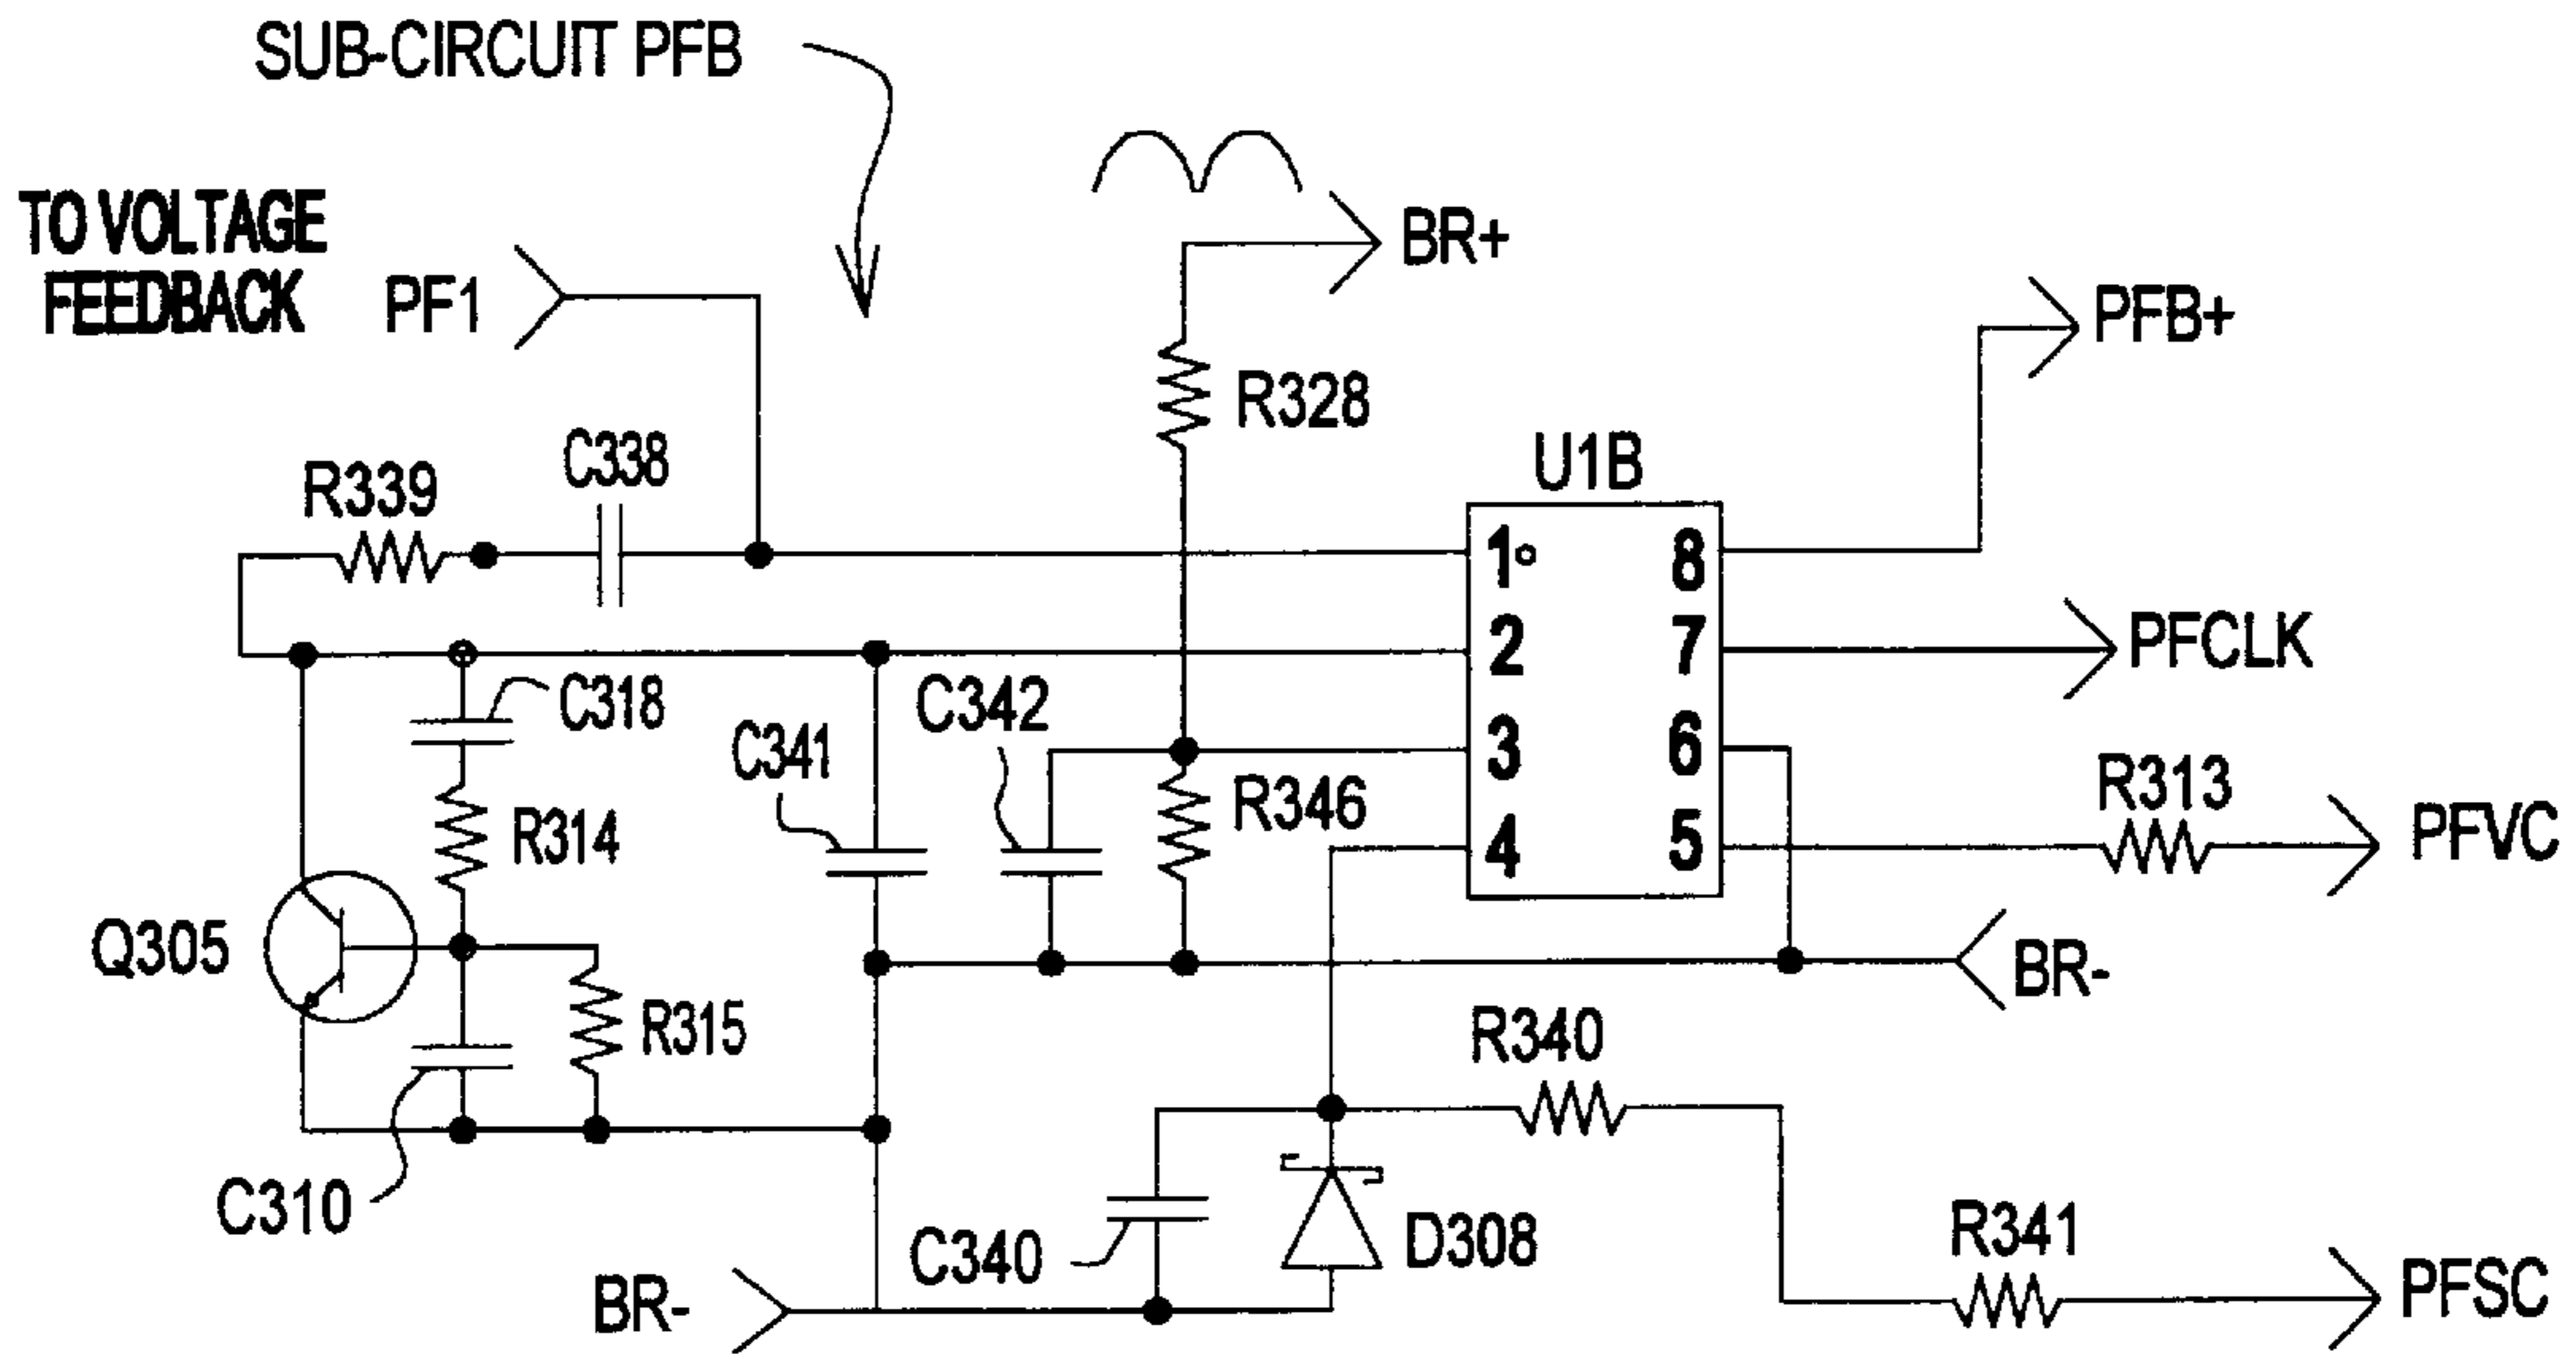 SUB-CIRCUIT PFB
TO VOLTAGE
FEEDBACK
PF1
BR+
PFB+
R328
C338
R339
U1B
1
8
2
7
3
6
4
5
PFCLK
C318
C342
C341
R314
R346
R313
PFVC
Q305
BR-
R315
R340
C310
C340
D308
R341
BR-
PFSC